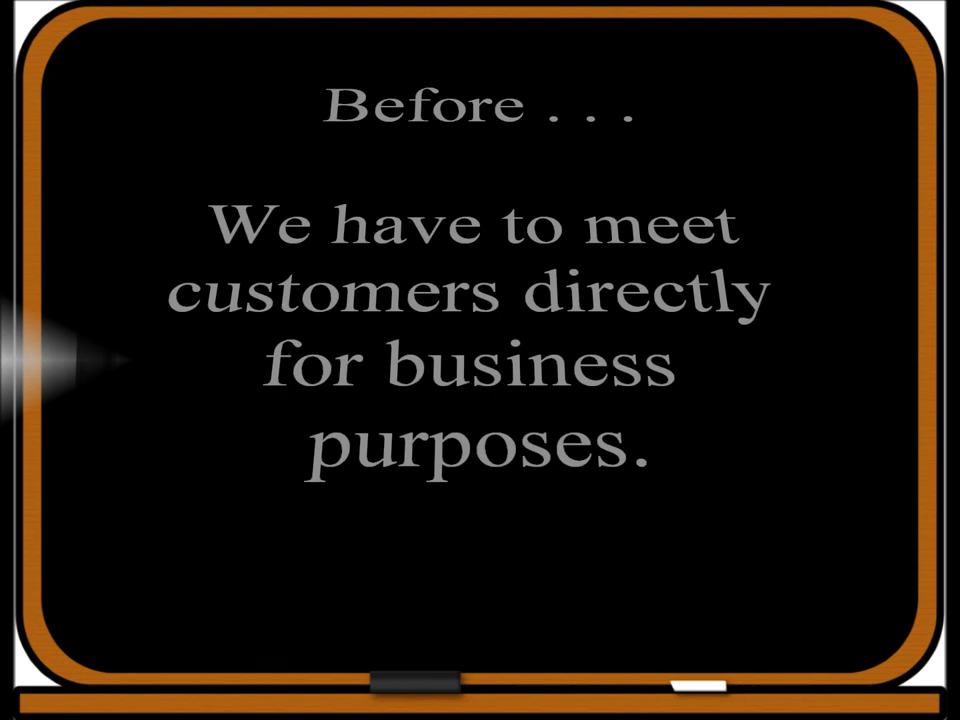 Before . . .
We have to meet
customers directly
for business
purposes.